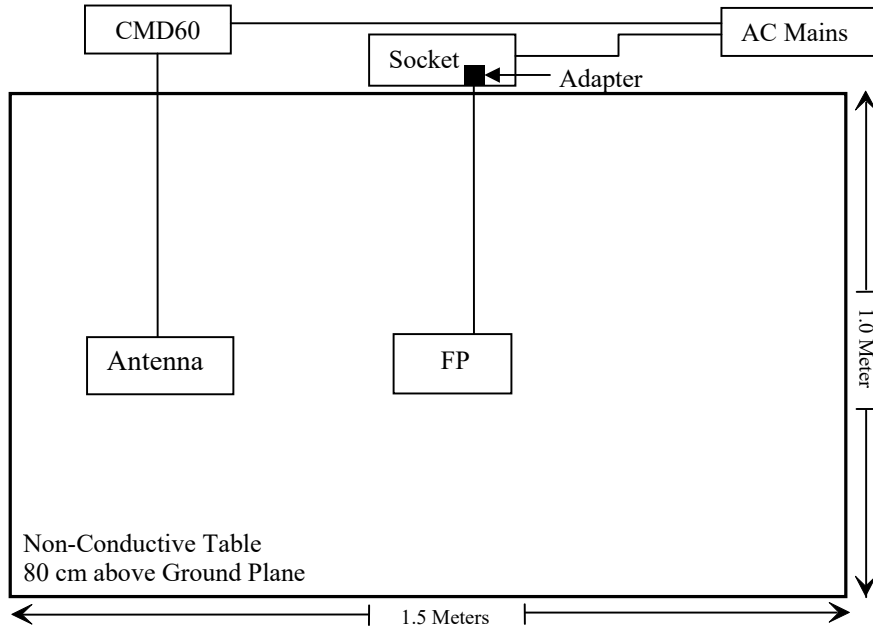 CMD60
AC Mains
Socket
Adapter
Antenna
FP
1.0 Meter
Non-Conductive Table
80 cm above Ground Plane
1.5 Meters